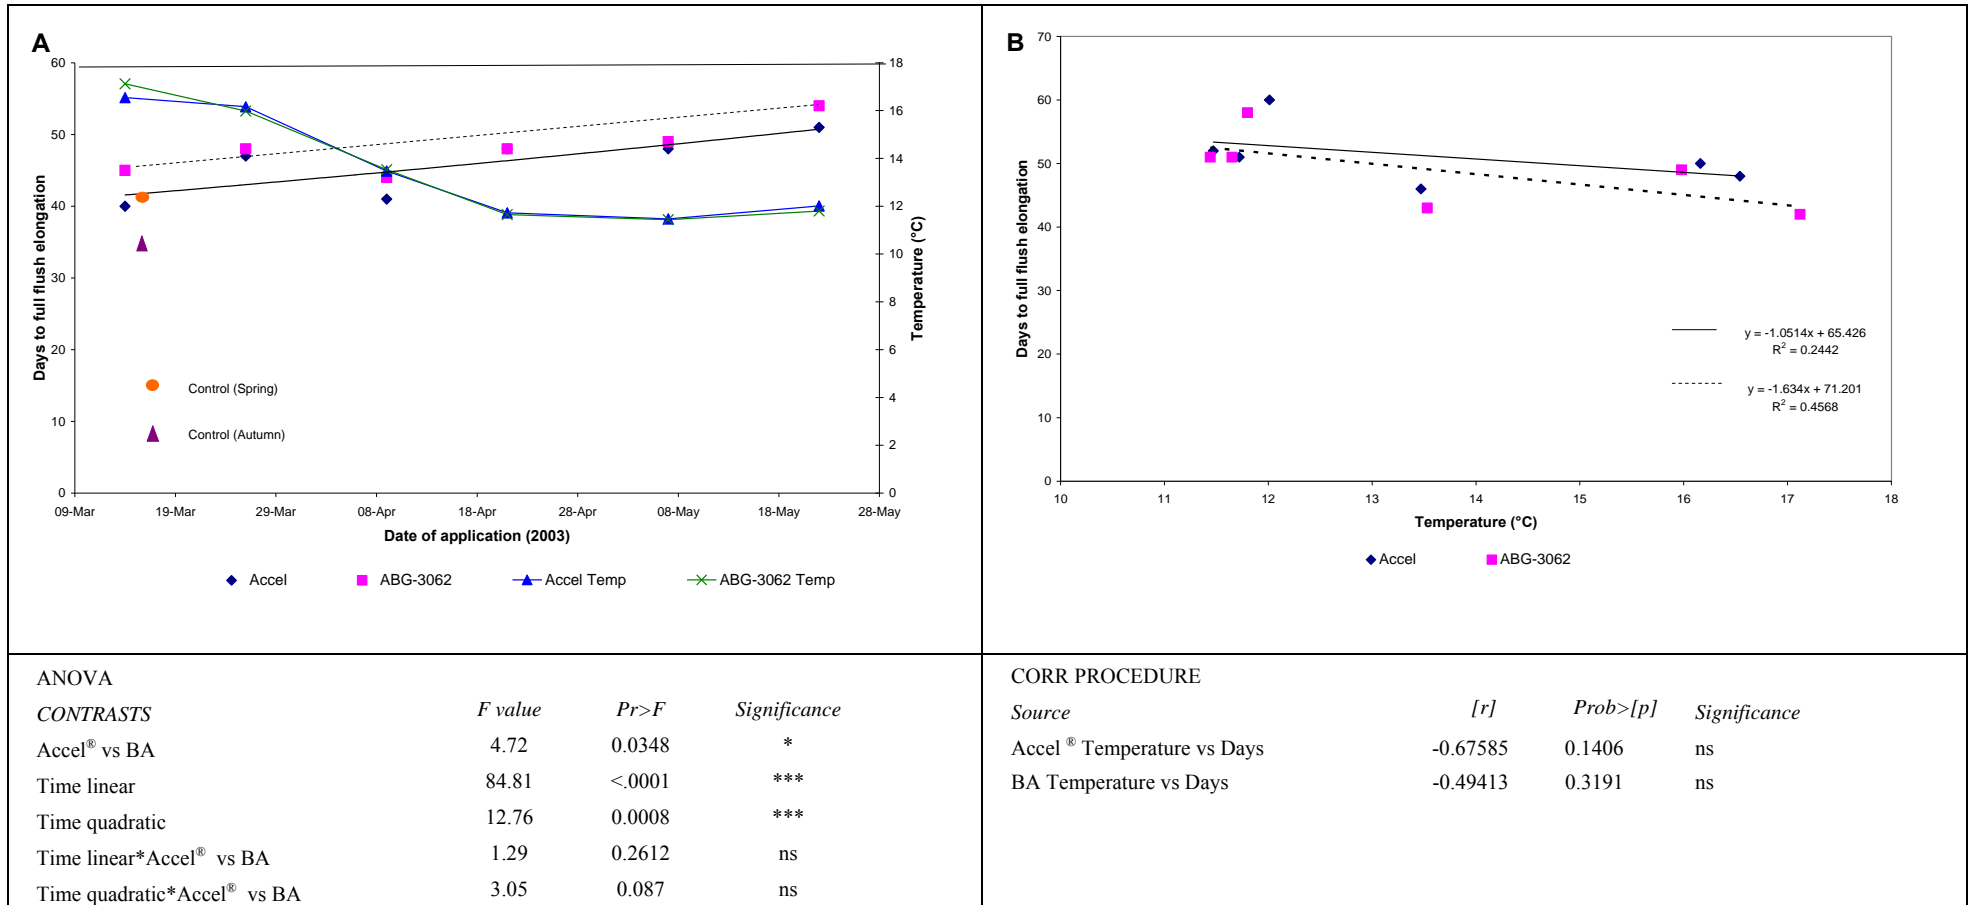 A
60
50
40
30
20
10
0
18
16
14
12
10
8
6
4
2
0
Days to full flush elongation
Temperature (°C)
Control (Spring)
Control (Autumn)
09-Mar 19-Mar 29-Mar 08-Apr 18-Apr 28-Apr 08-May 18-May 28-May
Date of application (2003)
Accel ABG-3062 Accel Temp ABG-3062 Temp
B
70
60
50
40
30
20
10
0
Days to full flush elongation
y = -1.0514x + 65.426
R² = 0.2442
y = -1.634x + 71.201
R² = 0.4568
10 11 12 13 14 15 16 17 18
Temperature (°C)
Accel ABG-3062
ANOVA
CONTRASTS F value Pr>F Significance
Accel® vs BA 4.72 0.0348 *
Time linear 84.81 <.0001 ***
Time quadratic 12.76 0.0008 ***
Time linear*Accel® vs BA 1.29 0.2612 ns
Time quadratic*Accel® vs BA 3.05 0.087 ns
CORR PROCEDURE
Source [r] Prob>[p] Significance
Accel ® Temperature vs Days -0.67585 0.1406 ns
BA Temperature vs Days -0.49413 0.3191 ns